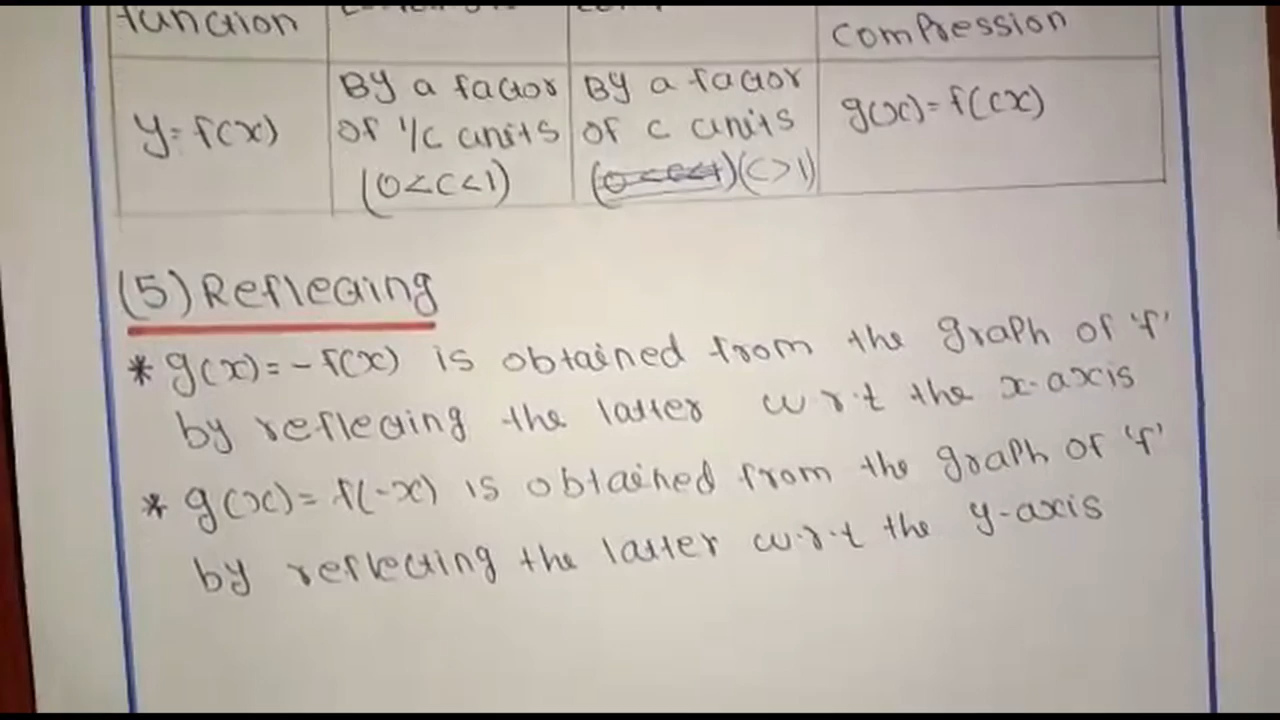 function
compression
y=f(x)
By a factor
of 1/c units
(0<c<1)
By a factor
of c units
(0<c<1)(c>1)
g(x)=f(cx)
(5) Reflecting
* g(x)=-f(x) is obtained from the graph of 'f'
by reflecting the latter w.r.t the x-axis
* g(x)=f(-x) is obtained from the graph of 'f'
by reflecting the latter w.r.t the y-axis